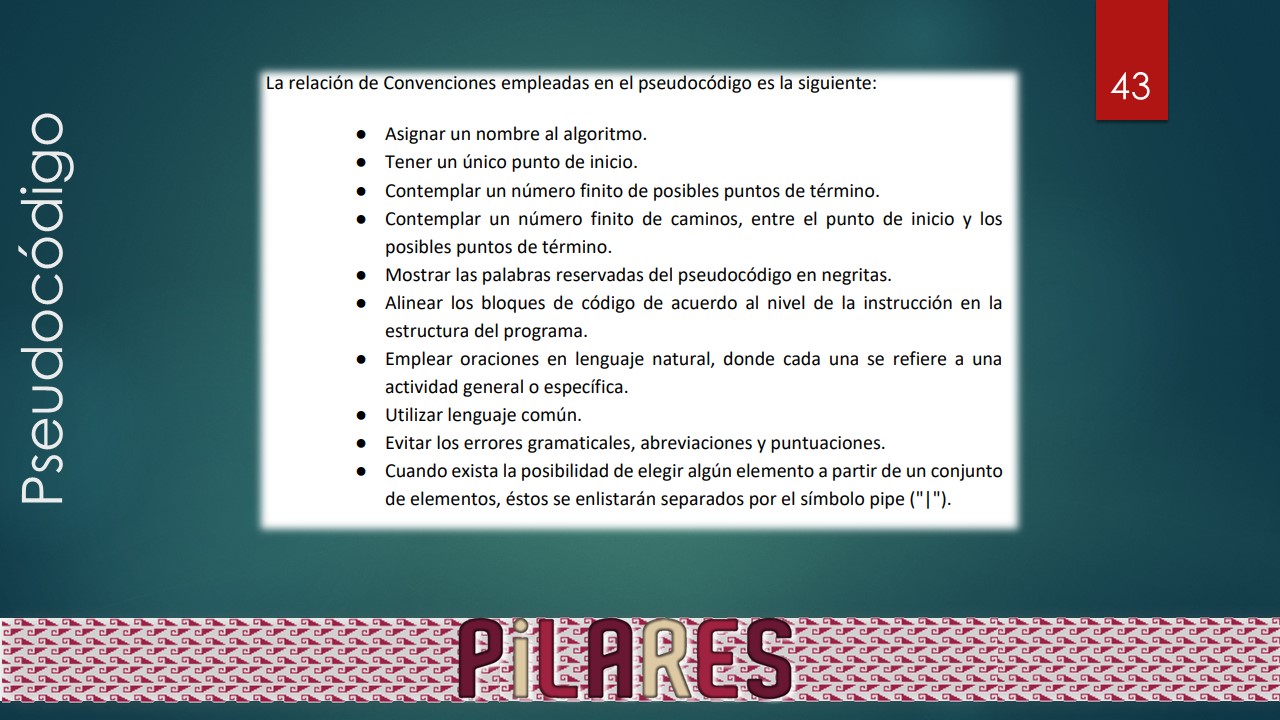 Pseudocódigo
43
La relación de Convenciones empleadas en el pseudocódigo es la siguiente:
● Asignar un nombre al algoritmo.
● Tener un único punto de inicio.
● Contemplar un número finito de posibles puntos de término.
● Contemplar un número finito de caminos, entre el punto de inicio y los
posibles puntos de término.
● Mostrar las palabras reservadas del pseudocódigo en negritas.
● Alinear los bloques de código de acuerdo al nivel de la instrucción en la
estructura del programa.
● Emplear oraciones en lenguaje natural, donde cada una se refiere a una
actividad general o específica.
● Utilizar lenguaje común.
● Evitar los errores gramaticales, abreviaciones y puntuaciones.
● Cuando exista la posibilidad de elegir algún elemento a partir de un conjunto
de elementos, éstos se enlistarán separados por el símbolo pipe ("|").
PiLARES